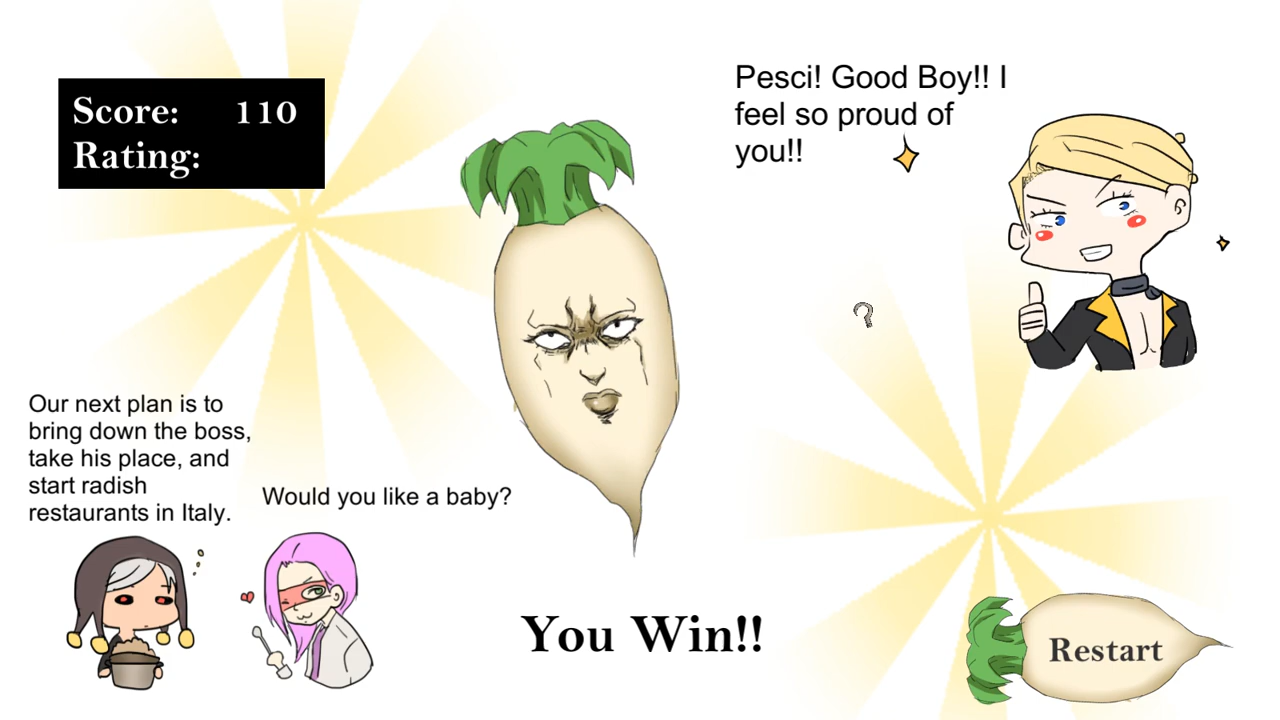 Score: 110
Rating:
Pesci! Good Boy!! I
feel so proud of
you!!
?
Our next plan is to
bring down the boss,
take his place, and
start radish
restaurants in Italy.
Would you like a baby?
You Win!!
Restart